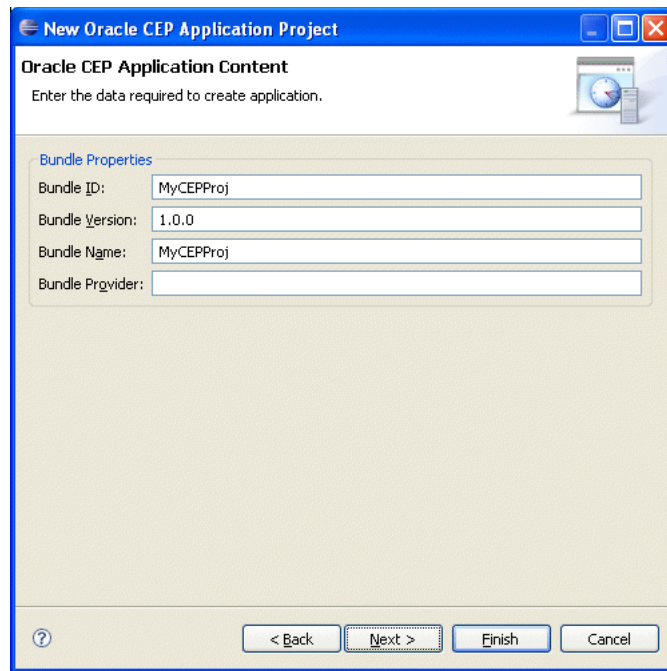 New Oracle CEP Application Project
Oracle CEP Application Content
Enter the data required to create application.
Bundle Properties
Bundle ID: MyCEPProj
Bundle Version: 1.0.0
Bundle Name: MyCEPProj
Bundle Provider:
? < Back Next > Finish Cancel